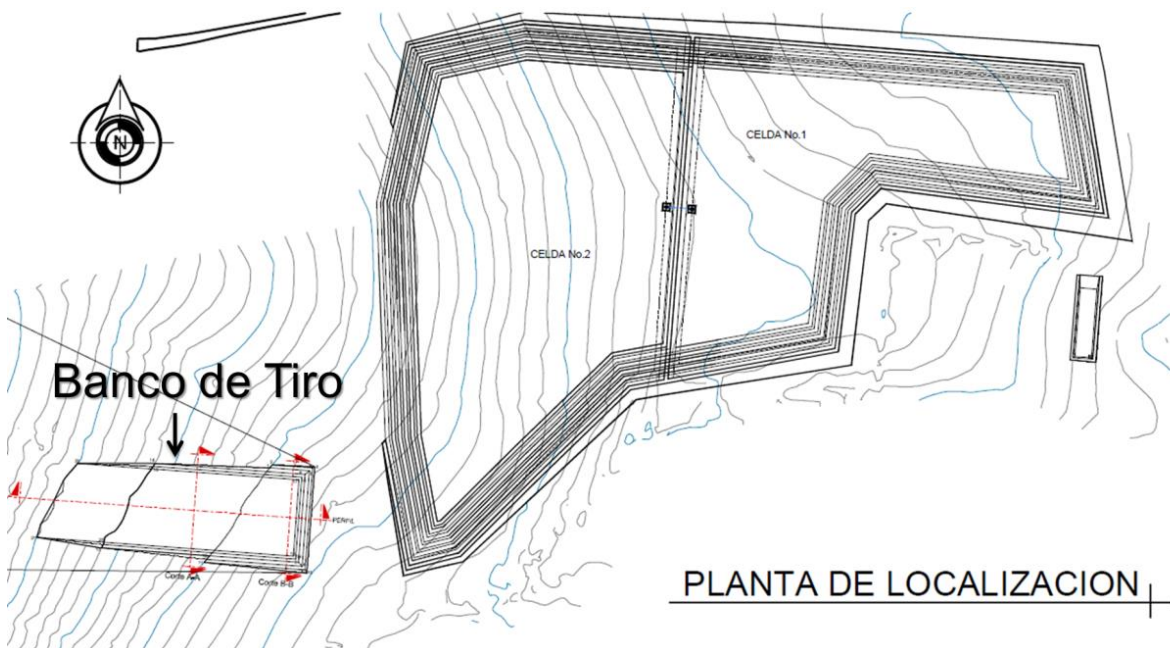 N
CELDA No.1
CELDA No.2
Banco de Tiro
PERFIL
Corte A-A
Corte B-B
PLANTA DE LOCALIZACION